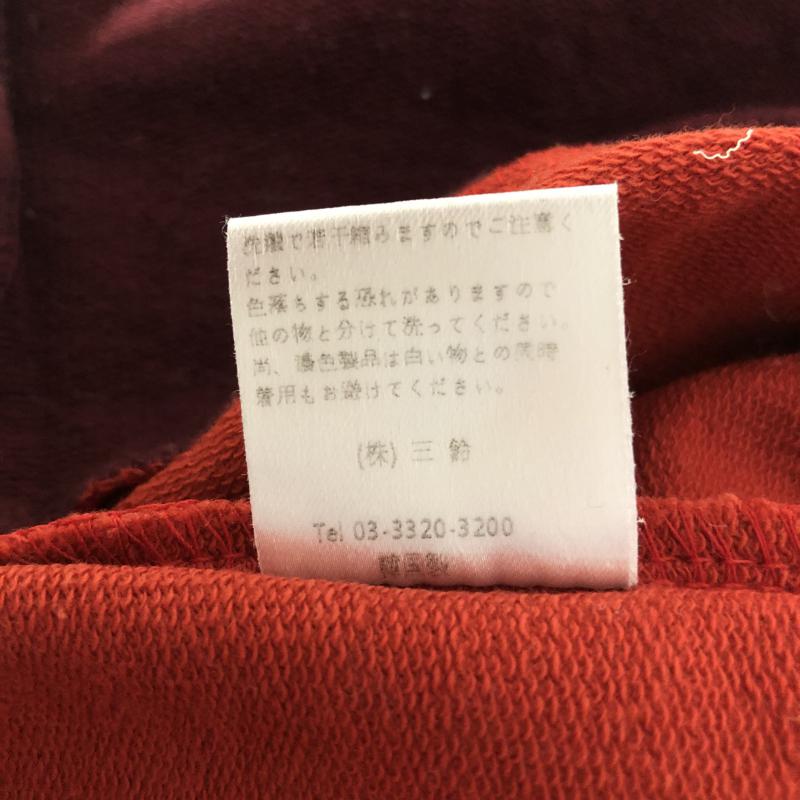 洗濯で若干縮みますのでご注意く
ださい。
色落ちする恐れがありますので
他の物と分けて洗ってください。
尚、濃色製品は白い物との同時
着用もお避けてください。
(株) 三 鈴
Tel 03-3320-3200
韓国製